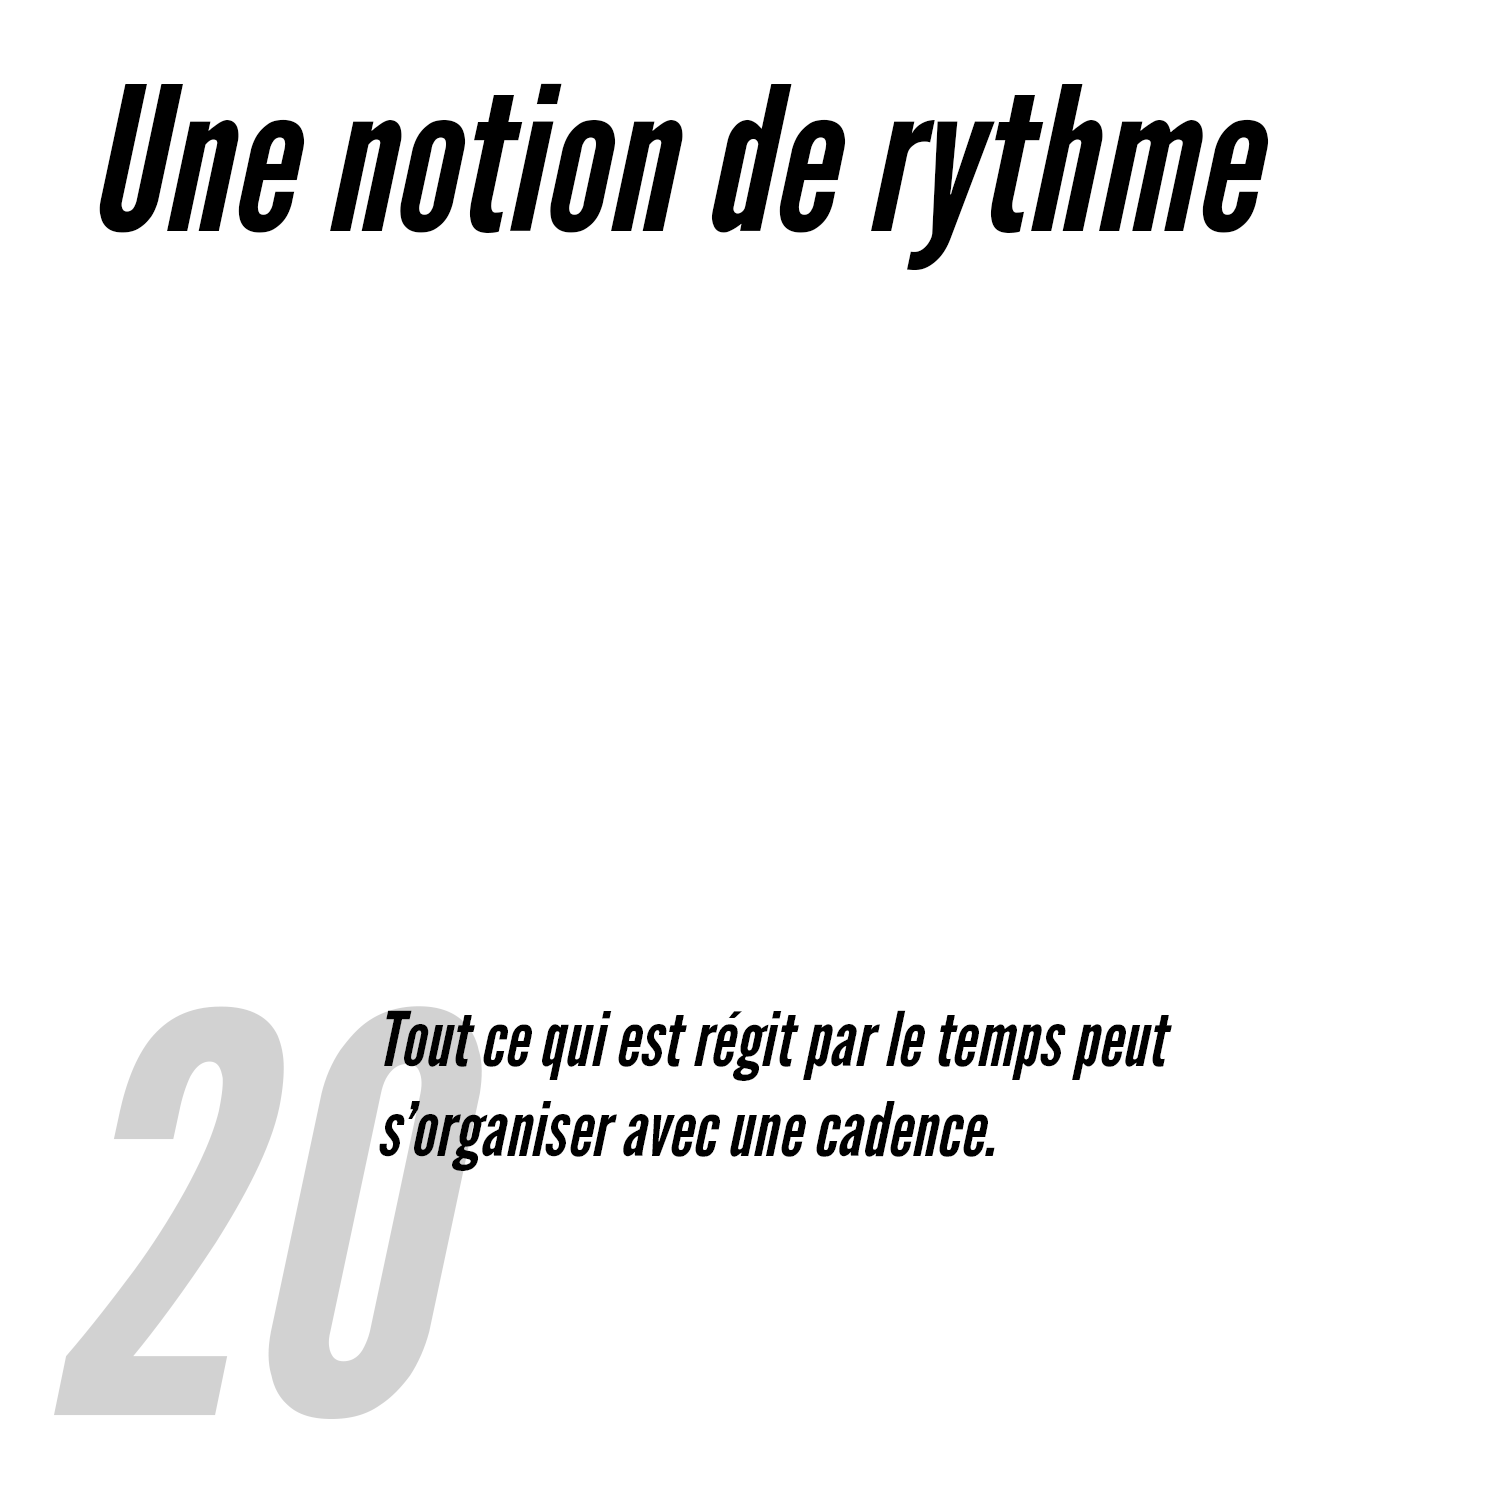 Une notion de rythme
Tout ce qui est régit par le temps peut
s’organiser avec une cadence.
20